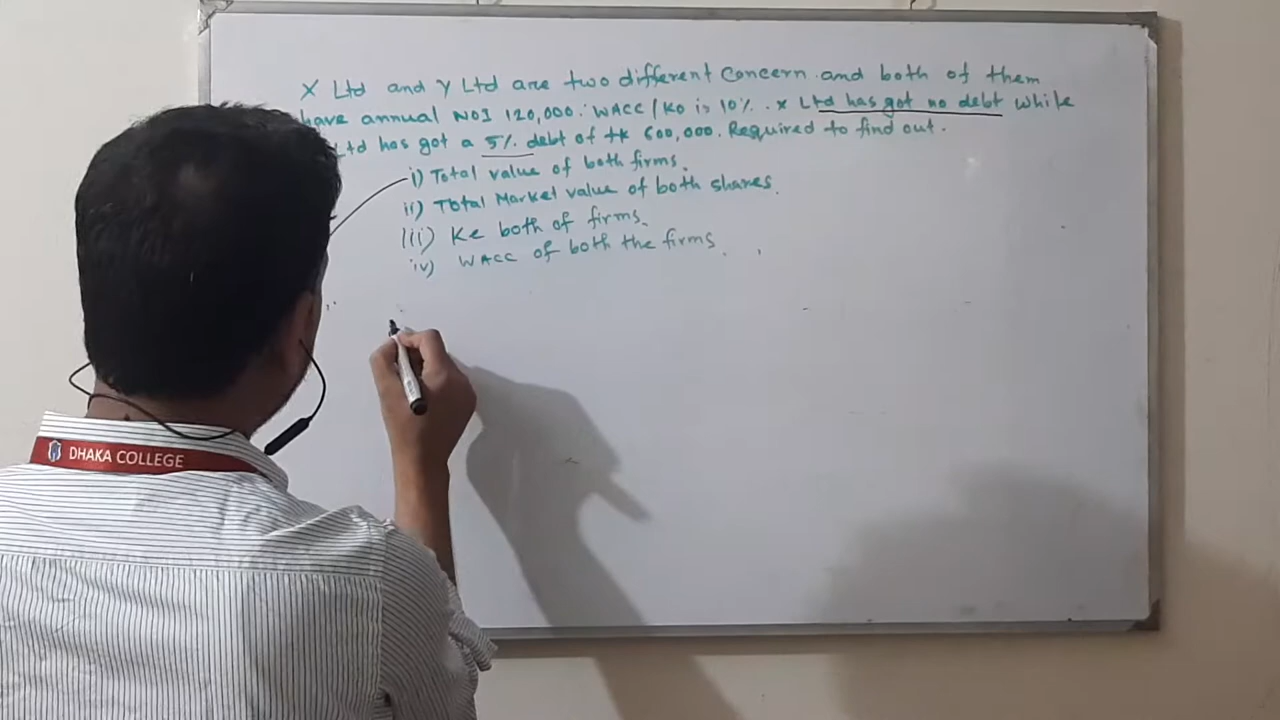 X Ltd and Y Ltd are two different concern and both of them
have annual NOI 120,000. WACC/Ko is 10%. X Ltd has got no debt while
Ltd has got a 5% debt of tk 600,000. Required to find out.
i) Total value of both firms.
ii) Total Market value of both shares.
iii) Ke both of firms.
iv) WACC of both the firms.
DHAKA COLLEGE